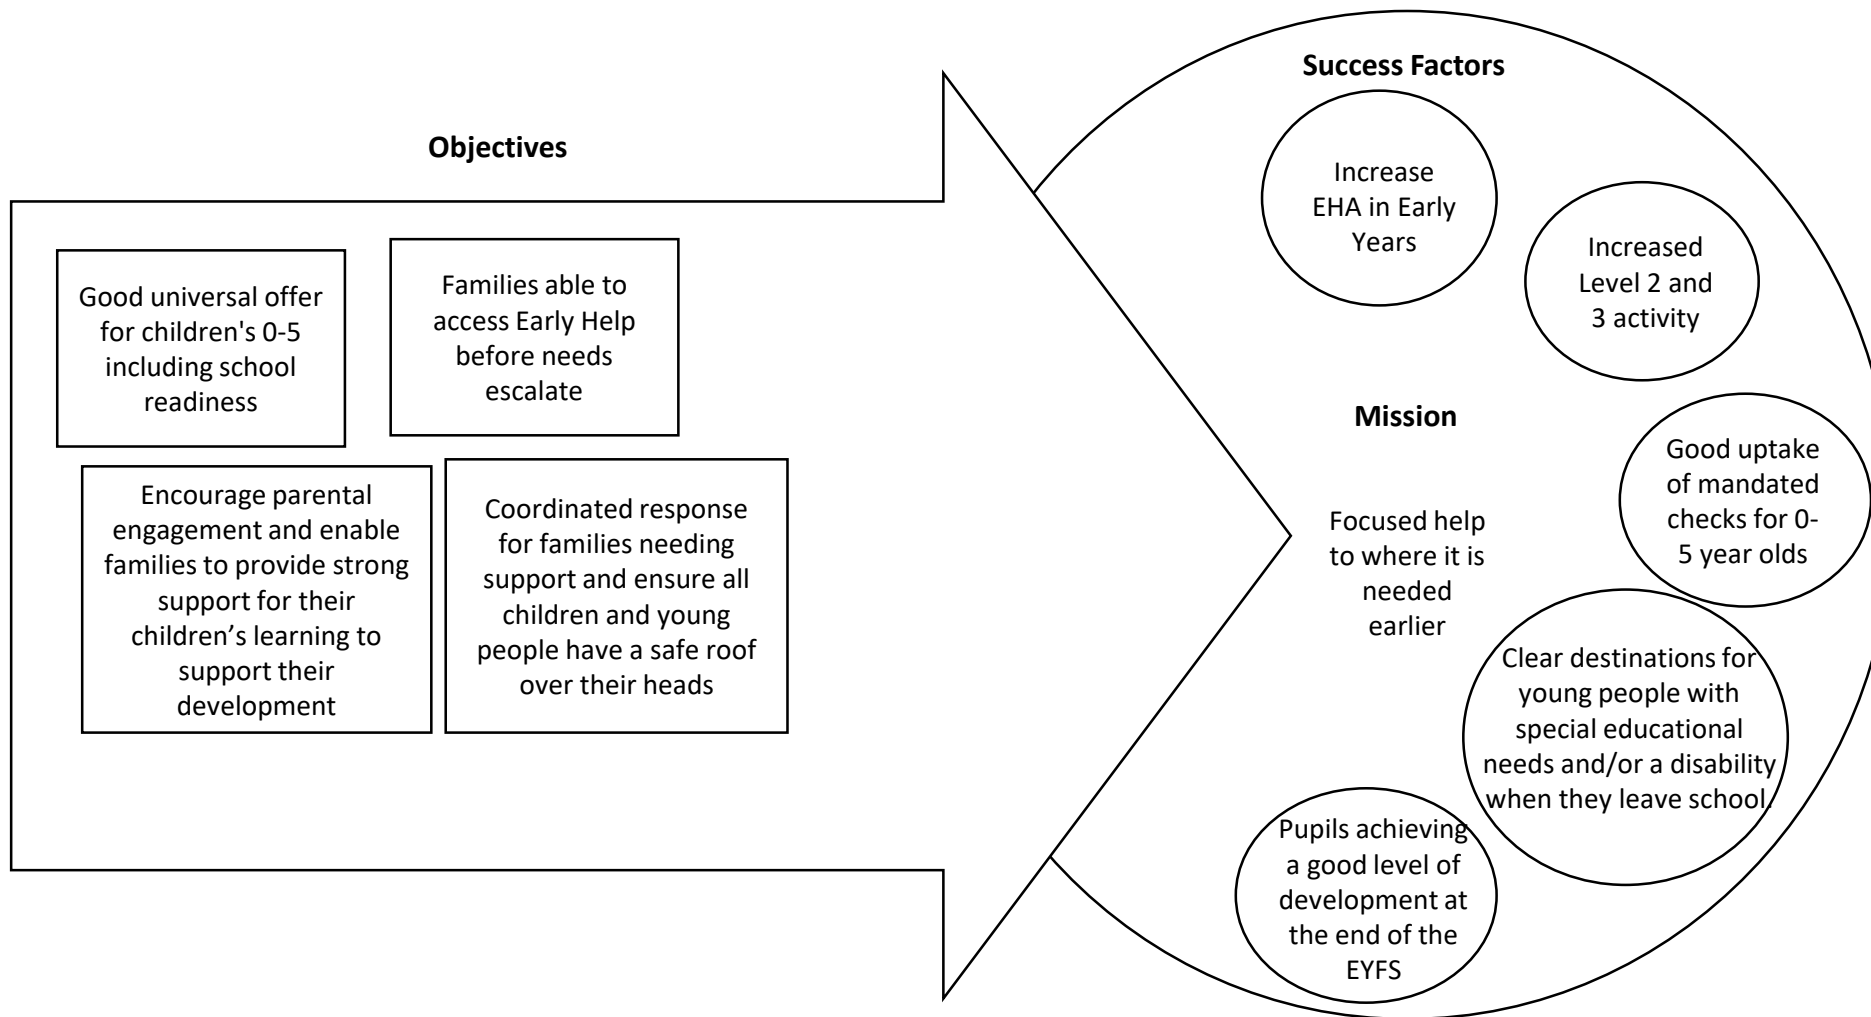 Objectives
Good universal offer
for children's 0-5
including school
readiness
Families able to
access Early Help
before needs
escalate
Encourage parental
engagement and enable
families to provide strong
support for their
children’s learning to
support their
development
Coordinated response
for families needing
support and ensure all
children and young
people have a safe roof
over their heads
Success Factors
Increase
EHA in Early
Years
Increased
Level 2 and
3 activity
Mission
Focused help
to where it is
needed
earlier
Good uptake
of mandated
checks for 0-
5 year olds
Clear destinations for
young people with
special educational
needs and/or a disability
when they leave school.
Pupils achieving
a good level of
development at
the end of the
EYFS